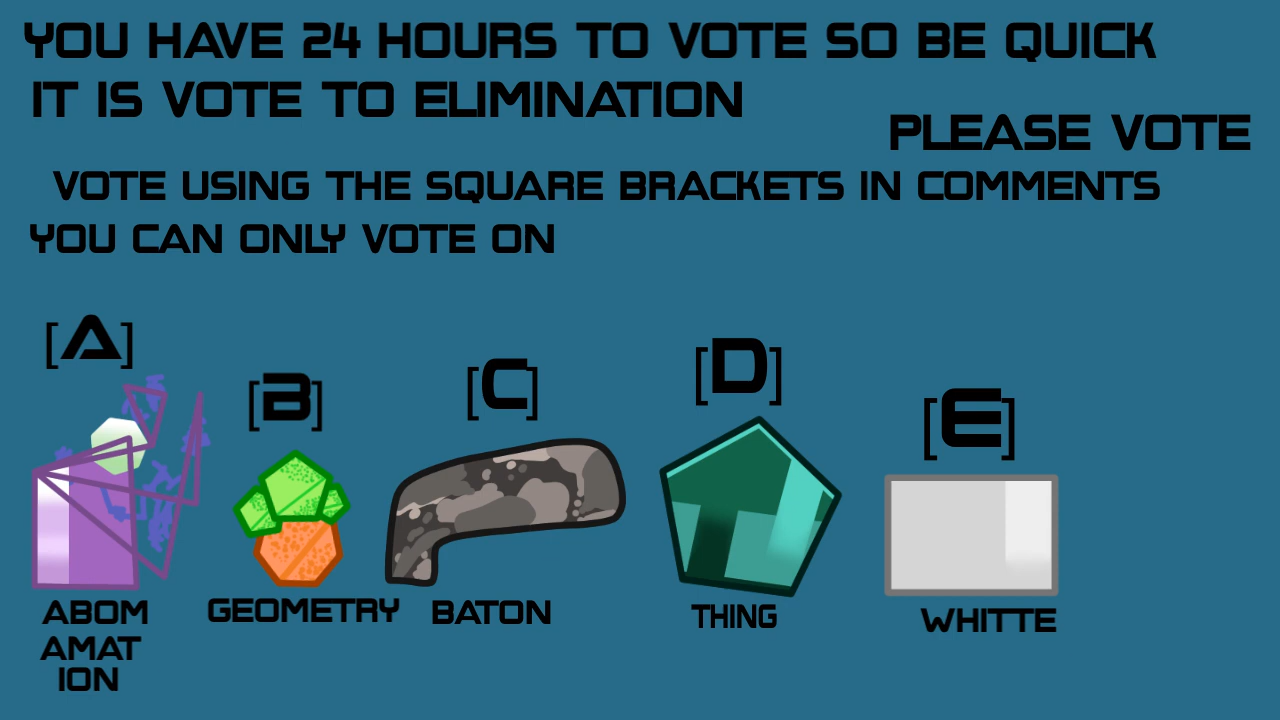 YOU HAVE 24 HOURS TO VOTE SO BE QUICK
IT IS VOTE TO ELIMINATION
PLEASE VOTE
VOTE USING THE SQUARE BRACKETS IN COMMENTS
YOU CAN ONLY VOTE ON
[A]
[B]
[C]
[D]
[E]
ABOM
AMAT
ION
GEOMETRY
BATON
THING
WHITTE